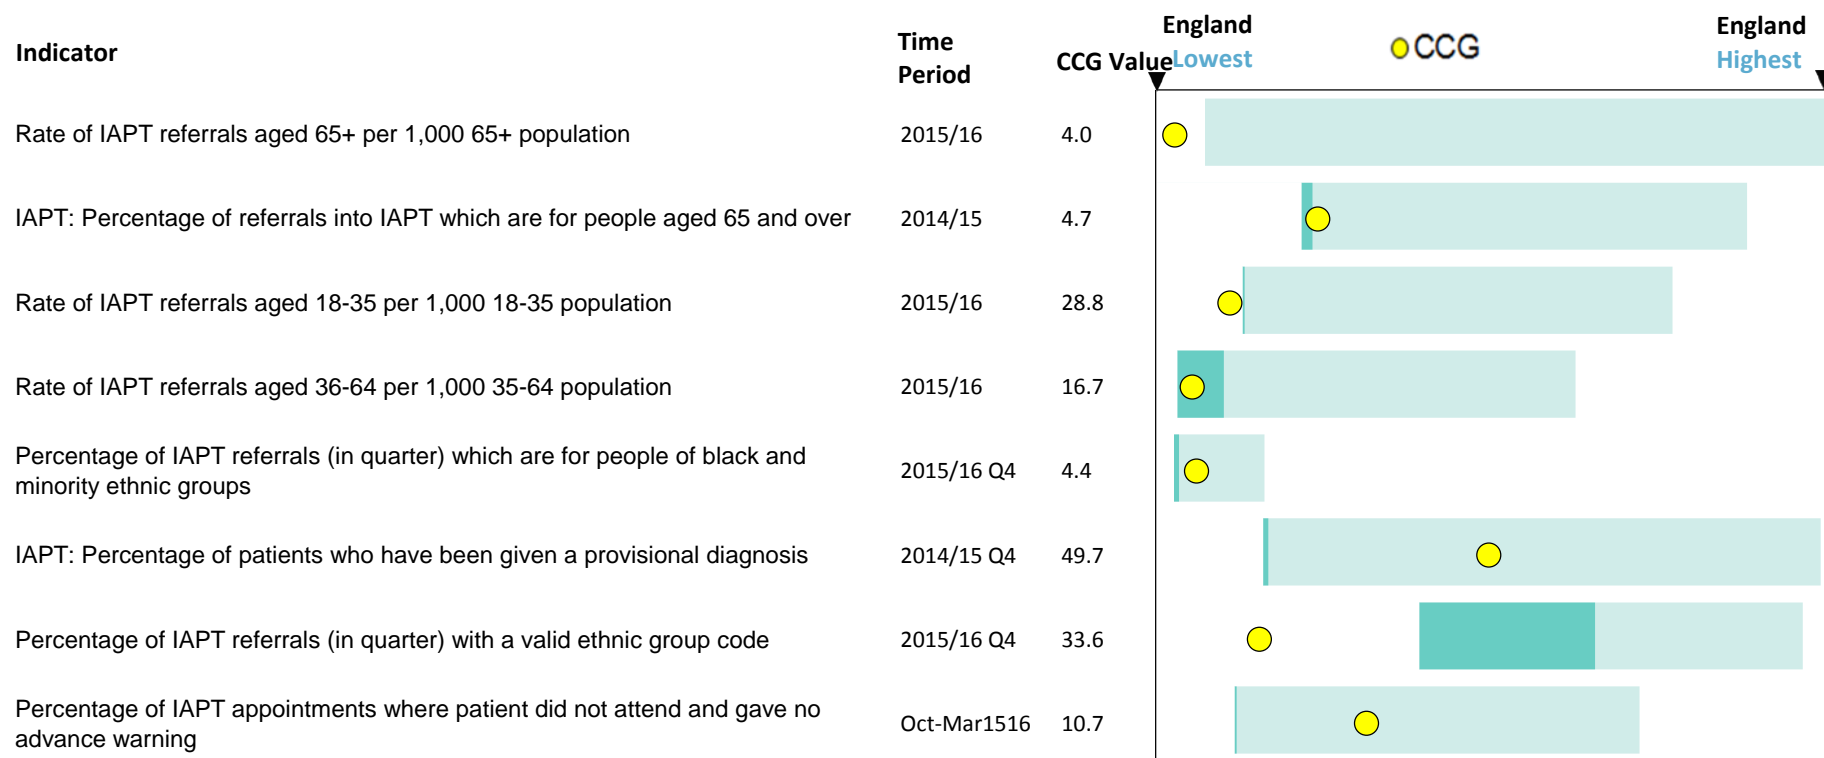 Indicator
Time Period
CCG Value
England Lowest
CCG
England Highest
Rate of IAPT referrals aged 65+ per 1,000 65+ population 2015/16 4.0
IAPT: Percentage of referrals into IAPT which are for people aged 65 and over 2014/15 4.7
Rate of IAPT referrals aged 18-35 per 1,000 18-35 population 2015/16 28.8
Rate of IAPT referrals aged 36-64 per 1,000 35-64 population 2015/16 16.7
Percentage of IAPT referrals (in quarter) which are for people of black and
minority ethnic groups 2015/16 Q4 4.4
IAPT: Percentage of patients who have been given a provisional diagnosis 2014/15 Q4 49.7
Percentage of IAPT referrals (in quarter) with a valid ethnic group code 2015/16 Q4 33.6
Percentage of IAPT appointments where patient did not attend and gave no
advance warning Oct-Mar1516 10.7